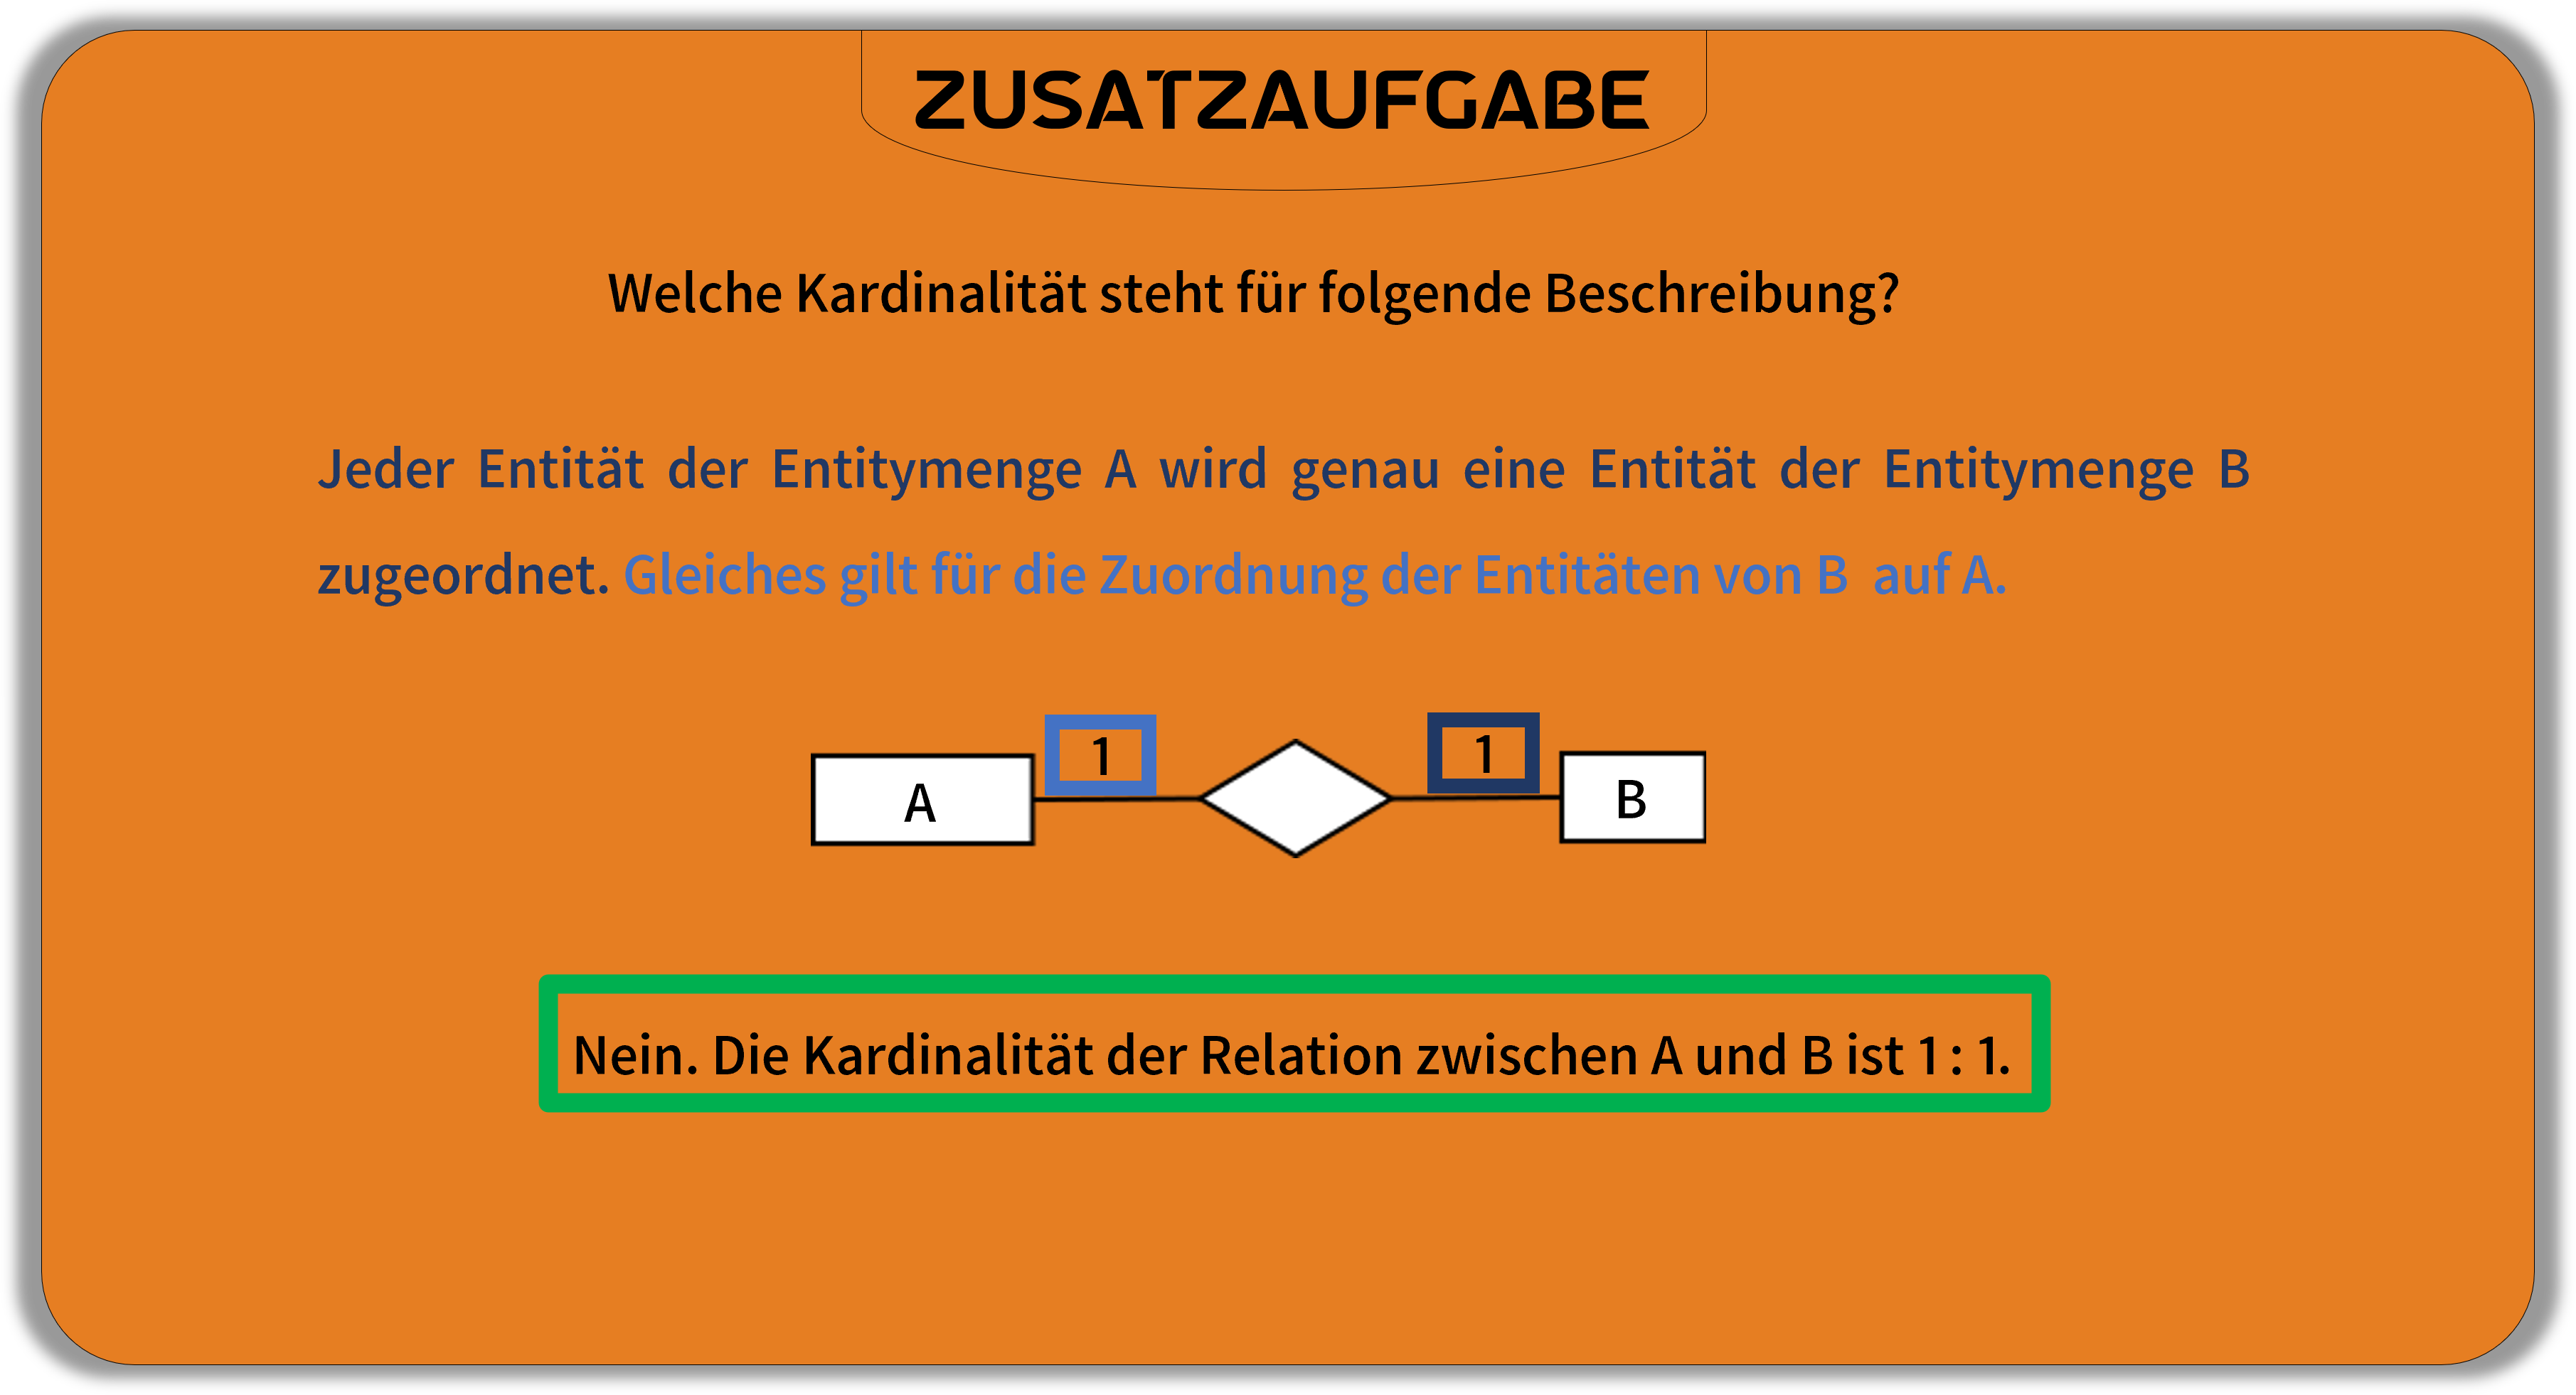 ZUSATZAUFGABE
Welche Kardinalität steht für folgende Beschreibung?
Jeder Entität der Entitymenge A wird genau eine Entität der Entitymenge B
zugeordnet. Gleiches gilt für die Zuordnung der Entitäten von B auf A.
1 1
A B
Nein. Die Kardinalität der Relation zwischen A und B ist 1 : 1.